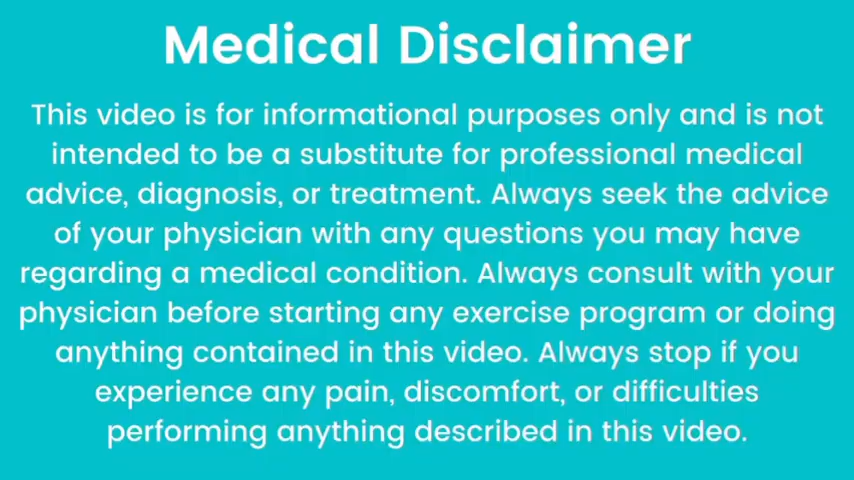 Medical Disclaimer
This video is for informational purposes only and is not
intended to be a substitute for professional medical
advice, diagnosis, or treatment. Always seek the advice
of your physician with any questions you may have
regarding a medical condition. Always consult with your
physician before starting any exercise program or doing
anything contained in this video. Always stop if you
experience any pain, discomfort, or difficulties
performing anything described in this video.